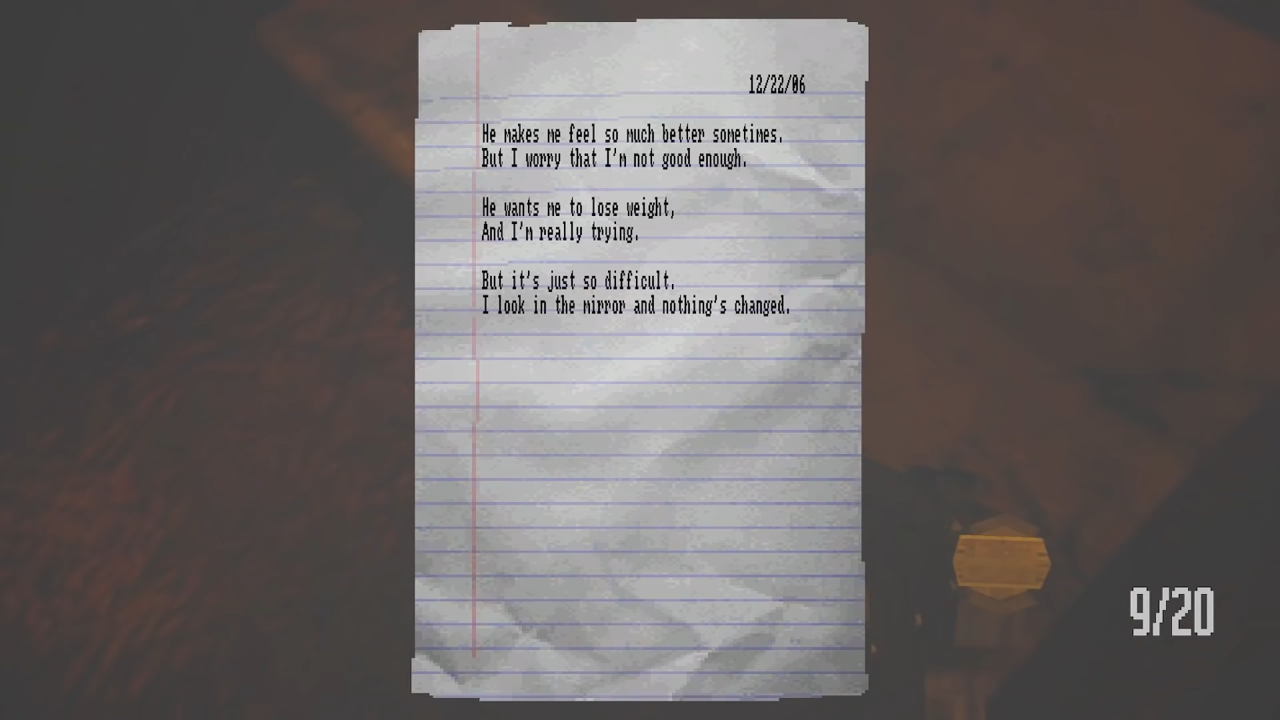 12/22/06
He makes me feel so much better sometimes.
But I worry that I'm not good enough.
He wants me to lose weight,
And I'm really trying.
But it's just so difficult.
I look in the mirror and nothing's changed.
9/20